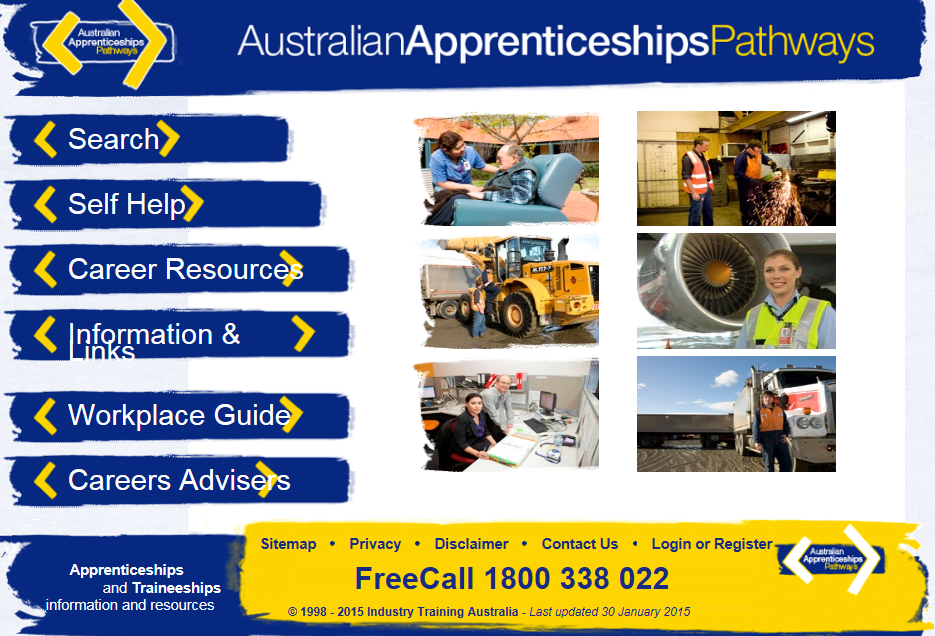 Australian
Apprenticeships
Pathways
AustralianApprenticeshipsPathways
Search
Self Help
Career Resources
Information &
Links
Workplace Guide
Careers Advisers
Sitemap • Privacy • Disclaimer • Contact Us • Login or Register
FreeCall 1800 338 022
© 1998 - 2015 Industry Training Australia - Last updated 30 January 2015
Apprenticeships
and Traineeships
information and resources
Australian
Apprenticeships
Pathways